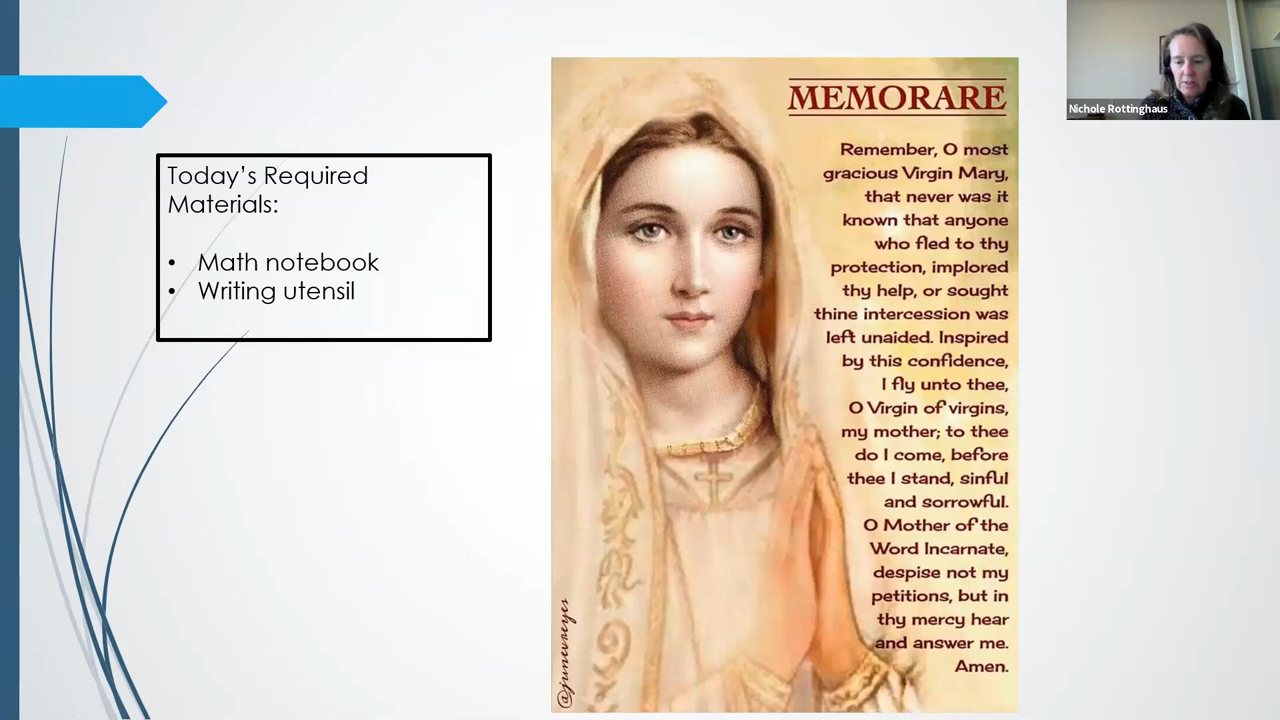 Today's Required
Materials:
• Math notebook
• Writing utensil
MEMORARE
Remember, O most
gracious Virgin Mary,
that never was it
known that anyone
who fled to thy
protection, implored
thy help, or sought
thine intercession was
left unaided. Inspired
by this confidence,
I fly unto thee,
O Virgin of virgins,
my mother; to thee
do I come, before
thee I stand, sinful
and sorrowful.
O Mother of the
Word Incarnate,
despise not my
petitions, but in
thy mercy hear
and answer me.
Amen.
@junevreyes
Nichole Rottinghaus